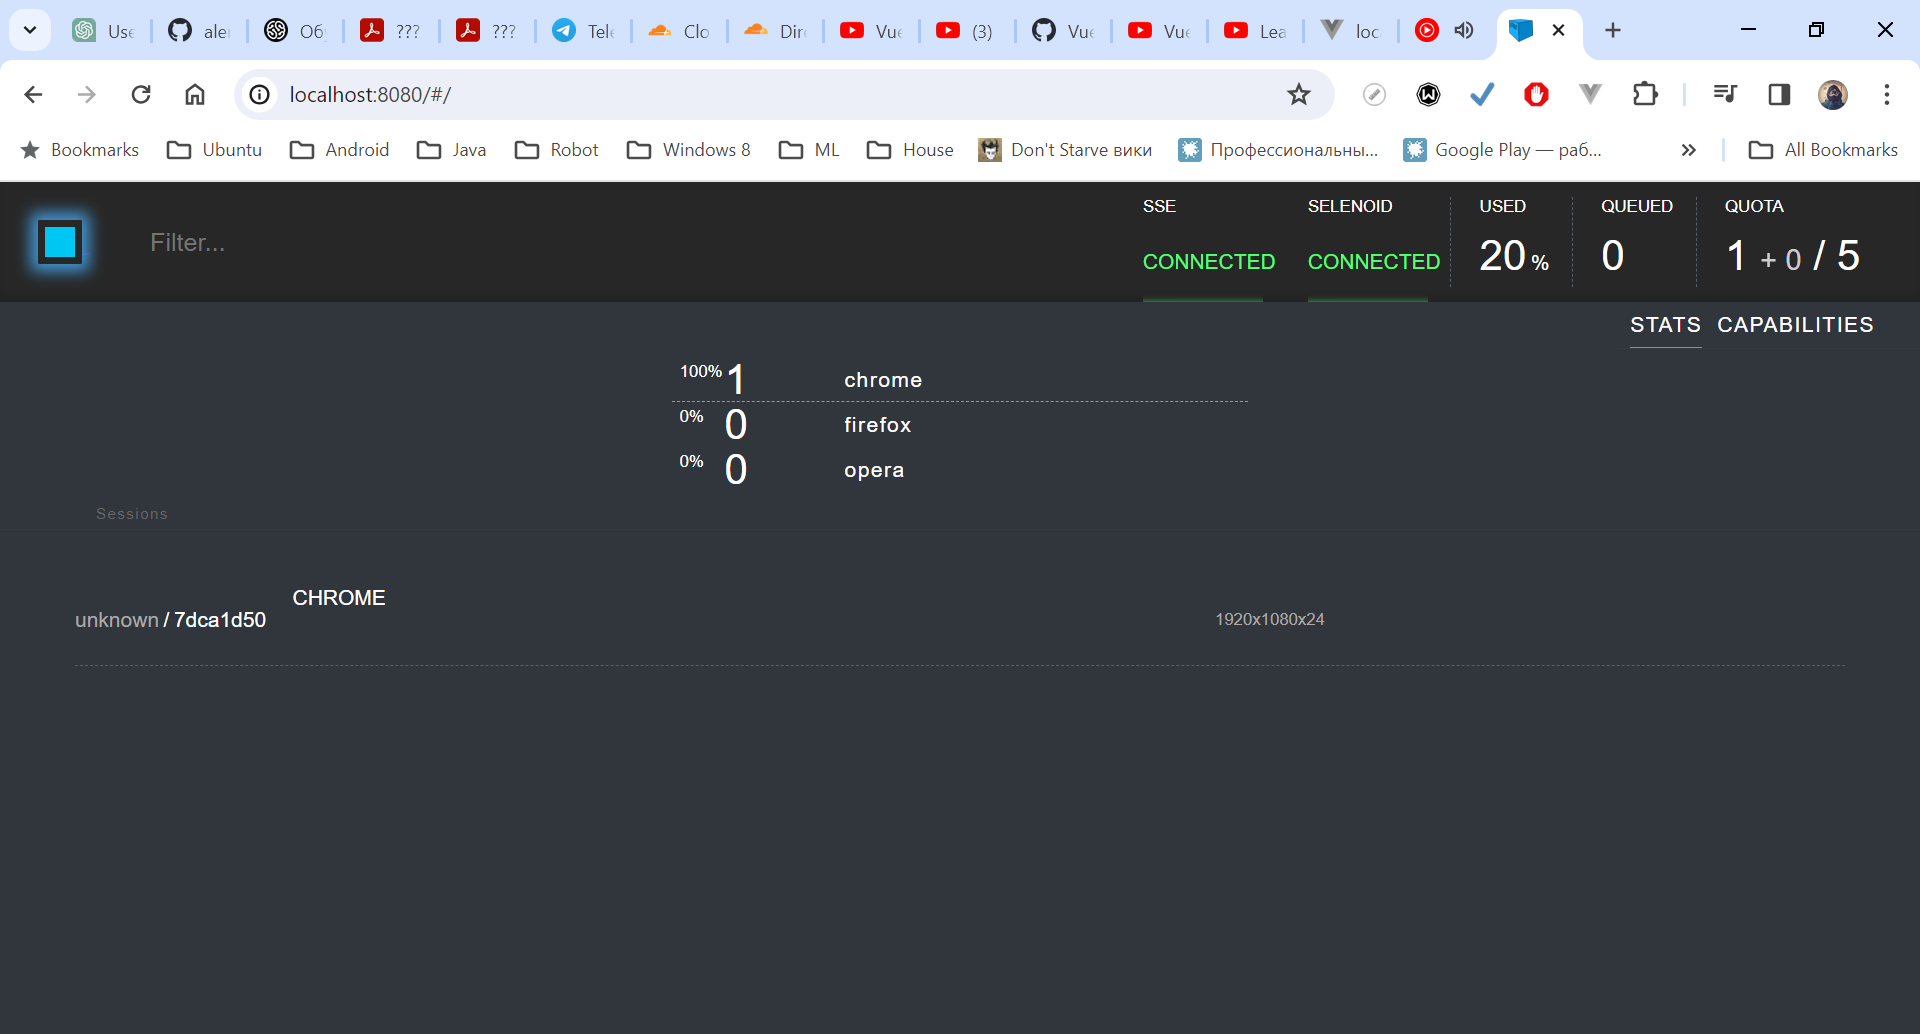 Use
ale
Об
???
???
Tele
Clo
Dire
Vue
(3)
Vue
Vue
Lea
loc
localhost:8080/#/
Bookmarks
Ubuntu
Android
Java
Robot
Windows 8
ML
House
Don't Starve вики
Профессиональны...
Google Play — раб...
All Bookmarks
Filter...
SSE
CONNECTED
SELENOID
CONNECTED
USED
20 %
QUEUED
0
QUOTA
1 + 0 / 5
STATS CAPABILITIES
100% 1 chrome
0% 0 firefox
0% 0 opera
Sessions
CHROME
unknown / 7dca1d50
1920x1080x24